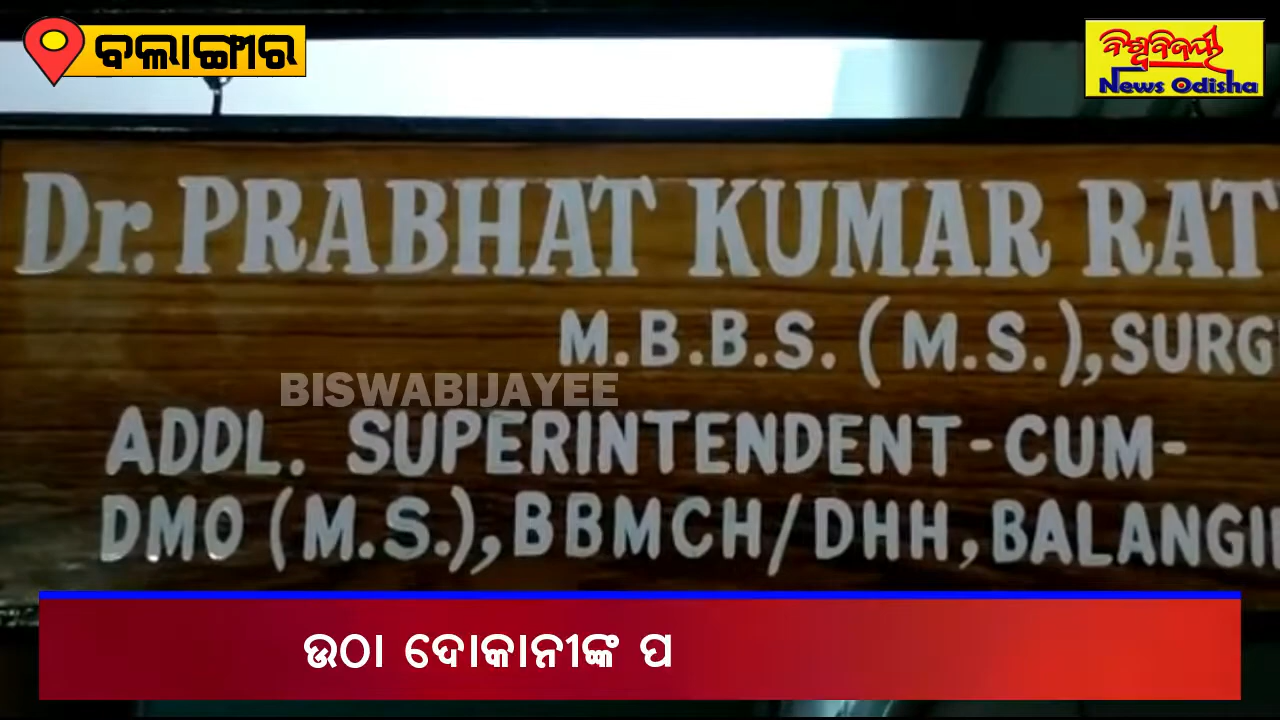 ବଲାଙ୍ଗୀର
ବିଶ୍ୱବିଜୟୀ
News Odisha
Dr. PRABHAT KUMAR RAT
M.B.B.S. (M.S.), SURG
BISWABIJAYEE
ADDL. SUPERINTENDENT-CUM-
DMO (M.S.), BBMCH/DHH, BALANGI
ଉଠା ଦୋକାନୀଙ୍କ ପ